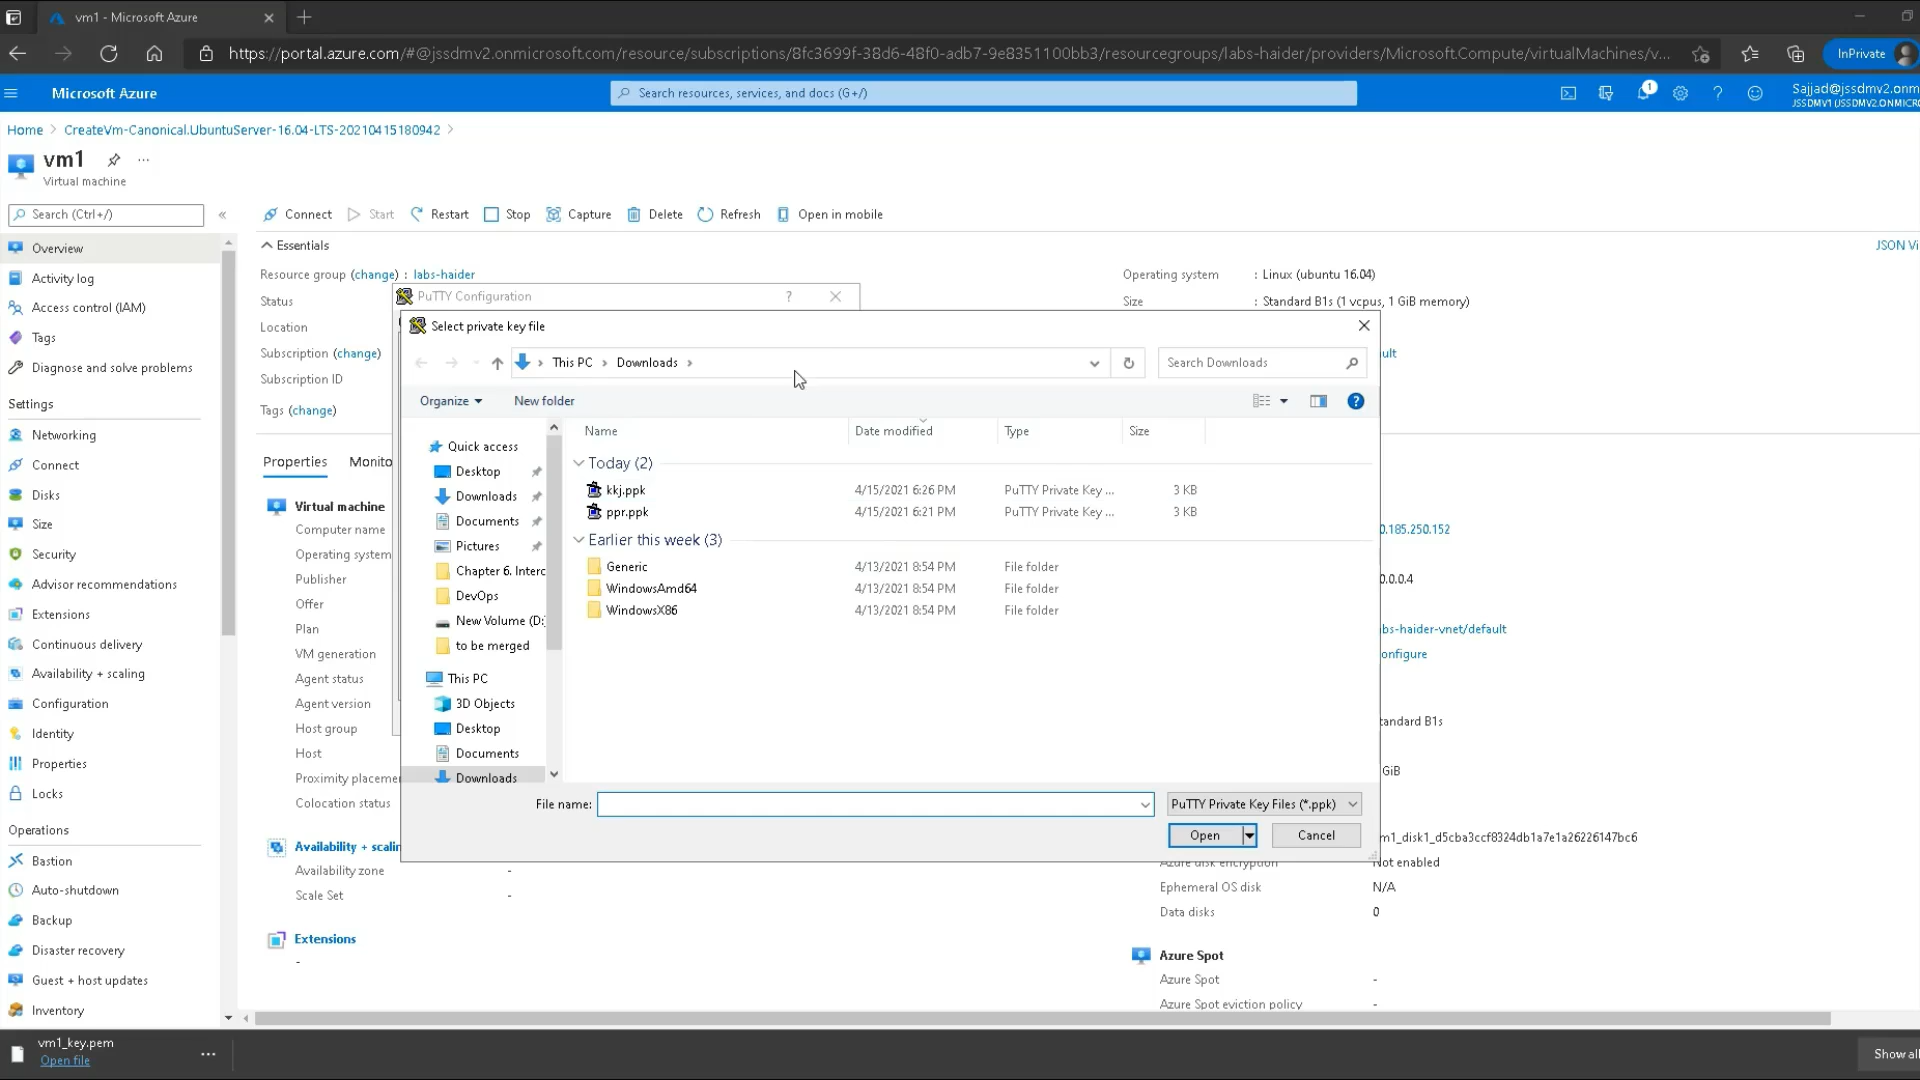 vm1 - Microsoft Azure
https://portal.azure.com/#@jssdmv2.onmicrosoft.com/resource/subscriptions/8fc3699f-38d6-48f0-adb7-9e8351100bb3/resourcegroups/labs-haider/providers/Microsoft.Compute/virtualMachines/v...
InPrivate
Microsoft Azure
Search resources, services, and docs (G+/)
1
Sajjad@jssdmv2.onm
JSSDMV1 (JSSDMV2.ONMICRO
Home > CreateVm-Canonical.UbuntuServer-16.04-LTS-20210415180942 >
vm1
Virtual machine
Search (Ctrl+/)
Connect Start Restart Stop Capture Delete Refresh Open in mobile
Overview
Activity log
Access control (IAM)
Tags
Diagnose and solve problems
Settings
Networking
Connect
Disks
Size
Security
Advisor recommendations
Extensions
Continuous delivery
Availability + scaling
Configuration
Identity
Properties
Locks
Operations
Bastion
Auto-shutdown
Backup
Disaster recovery
Guest + host updates
Inventory
Essentials
JSON Vi
Resource group (change) : labs-haider
Status
Location
Subscription (change)
Subscription ID
Tags (change)
Operating system : Linux (ubuntu 16.04)
Size : Standard B1s (1 vcpus, 1 GiB memory)
ult
Properties Monito
Virtual machine
Computer name
Operating system
Publisher
Offer
Plan
VM generation
Agent status
Agent version
Host group
Host
Proximity placeme
Colocation status
Availability + scalin
Availability zone -
Scale Set -
Extensions
-
PuTTY Configuration ?
Select private key file
This PC > Downloads >
Search Downloads
Organize New folder
Quick access
Desktop
Downloads
Documents
Pictures
Chapter 6. Interc
DevOps
New Volume (D:
to be merged
This PC
3D Objects
Desktop
Documents
Downloads
Name Date modified Type Size
Today (2)
kkj.ppk 4/15/2021 6:26 PM PuTTY Private Key ... 3 KB
ppr.ppk 4/15/2021 6:21 PM PuTTY Private Key ... 3 KB
Earlier this week (3)
Generic 4/13/2021 8:54 PM File folder
WindowsAmd64 4/13/2021 8:54 PM File folder
WindowsX86 4/13/2021 8:54 PM File folder
File name:
PuTTY Private Key Files (*.ppk)
Open Cancel
0.185.250.152
0.0.0.4
bs-haider-vnet/default
onfigure
tandard B1s
GiB
m1_disk1_d5cba3ccf8324db1a7e1a26226147bc6
Azure disk encryption Not enabled
Ephemeral OS disk N/A
Data disks 0
Azure Spot
Azure Spot -
Azure Spot eviction policy -
vm1_key.pem
Open file
Show all